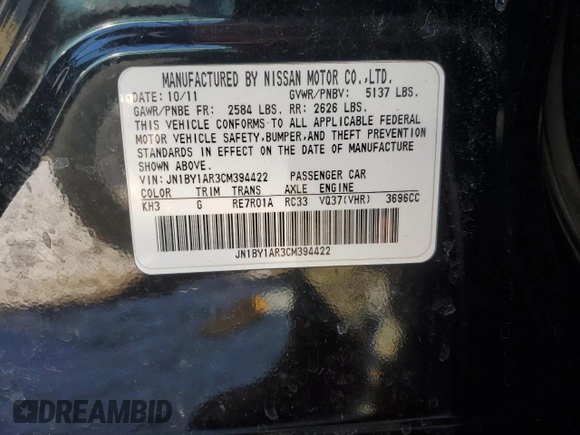 MANUFACTURED BY NISSAN MOTOR CO.,LTD.
DATE: 10/11 GVWR/PNBV: 5137 LBS.
GAWR/PNBE FR: 2584 LBS. RR: 2626 LBS.
THIS VEHICLE CONFORMS TO ALL APPLICABLE FEDERAL
MOTOR VEHICLE SAFETY,BUMPER,AND THEFT PREVENTION
STANDARDS IN EFFECT ON THE DATE OF MANUFACTURE
SHOWN ABOVE.
VIN: JN1BY1AR3CM394422 PASSENGER CAR
COLOR TRIM TRANS AXLE ENGINE
KH3 G RE7R01A RC33 VQ37(VHR) 3696CC
JN1BY1AR3CM394422
DREAMBID